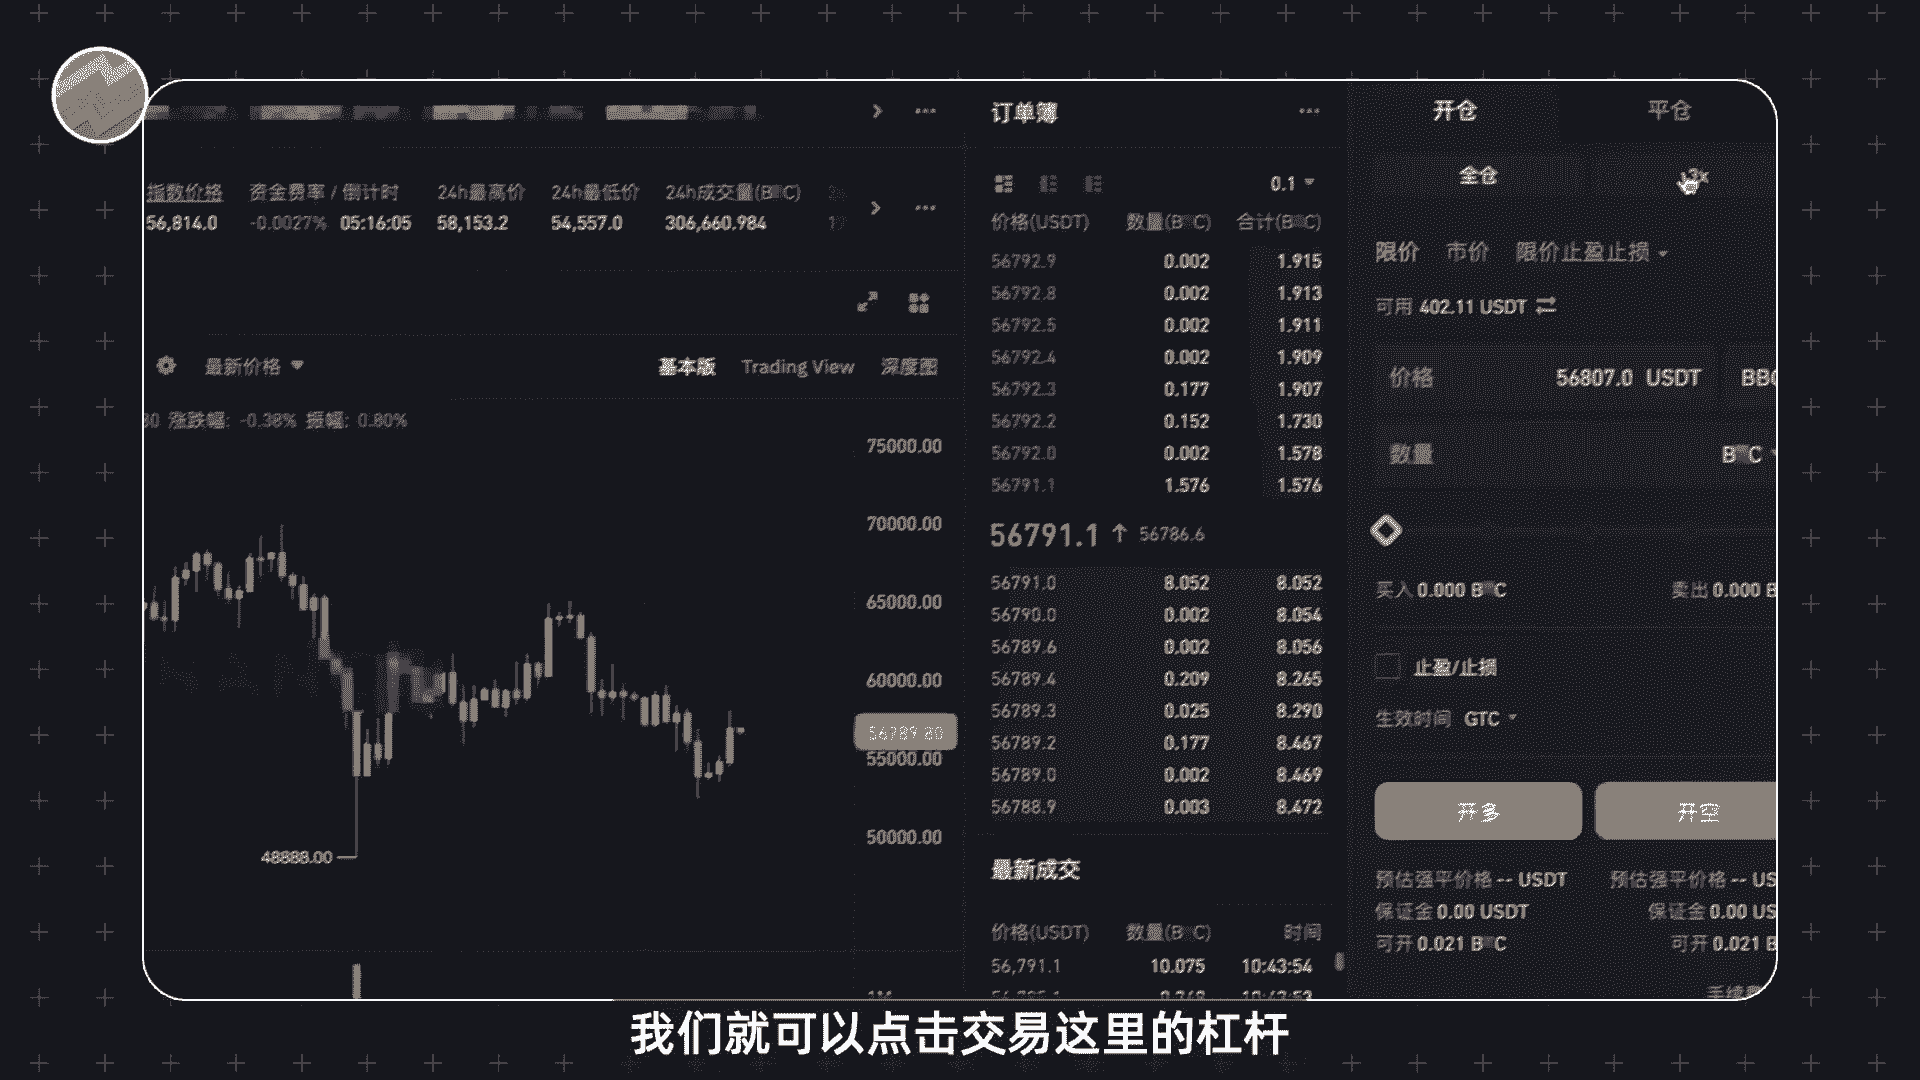 订单簿
开仓
平仓
指数价格 资金费率 / 倒计时 24h最高价 24h最低价 24h成交量(B C)
56,814.0 -0.0027% 05:16:05 58,153.2 54,557.0 306,660.984
最新价格
基本版 Trading View 深度图
涨跌幅: -0.38% 振幅: 0.80%
75000.00
70000.00
65000.00
60000.00
56789.80
55000.00
50000.00
48888.00
0.1
价格(USDT) 数量(B C) 合计(B C)
56792.9 0.002 1.915
56792.8 0.002 1.913
56792.5 0.002 1.911
56792.4 0.002 1.909
56792.3 0.177 1.907
56792.2 0.152 1.730
56792.0 0.002 1.578
56791.1 1.576 1.576
56791.1 ↑ 56786.6
56791.0 8.052 8.052
56790.0 0.002 8.054
56789.6 0.002 8.056
56789.4 0.209 8.265
56789.3 0.025 8.290
56789.2 0.177 8.467
56789.0 0.002 8.469
56788.9 0.003 8.472
最新成交
价格(USDT) 数量(B C) 时间
56,791.1 10.075 10:43:54
全仓
限价 市价 限价止盈止损
可用 402.11 USDT
价格 56807.0 USDT
数量 B C
买入 0.000 B C 卖出 0.000 B
止盈/止损
生效时间 GTC
开多 开空
预估强平价格 -- USDT 预估强平价格 -- US
保证金 0.00 USDT 保证金 0.00 US
可开 0.021 B C 可开 0.021 B
我们就可以点击交易这里的杠杆